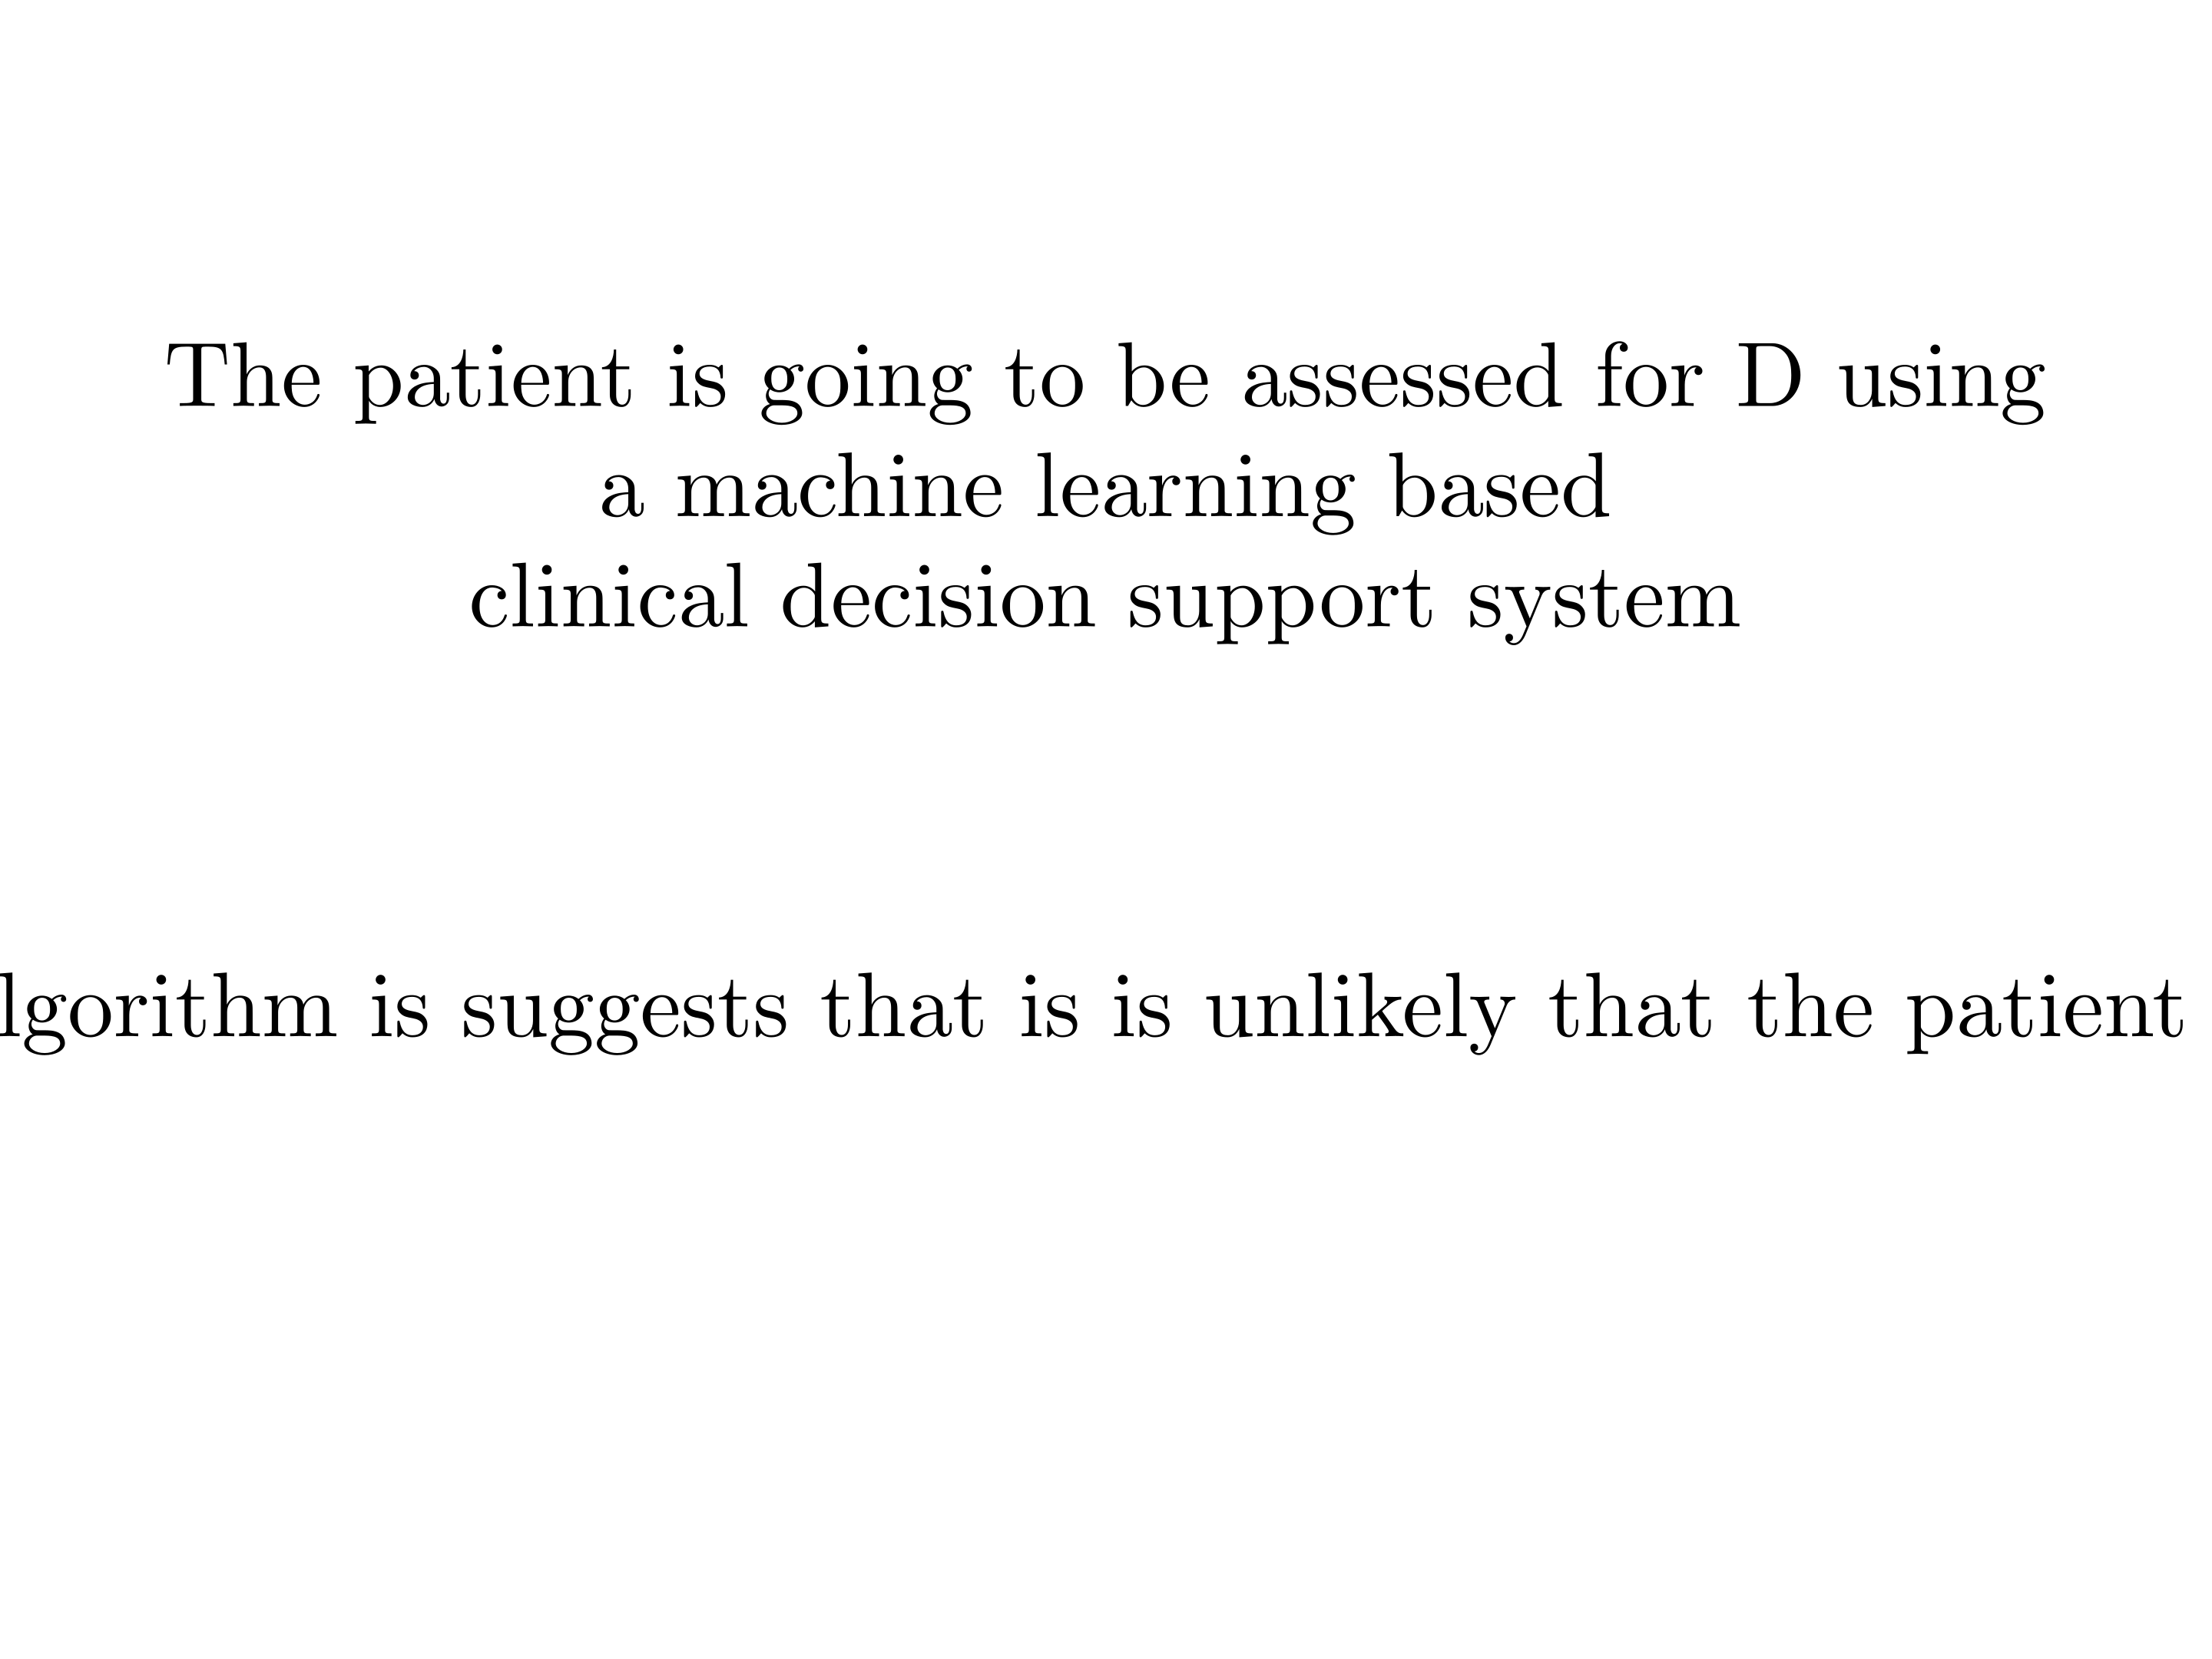 The patient is going to be assessed for D using
a machine learning based
clinical decision support system
lgorithm is suggests that is is unlikely that the patient